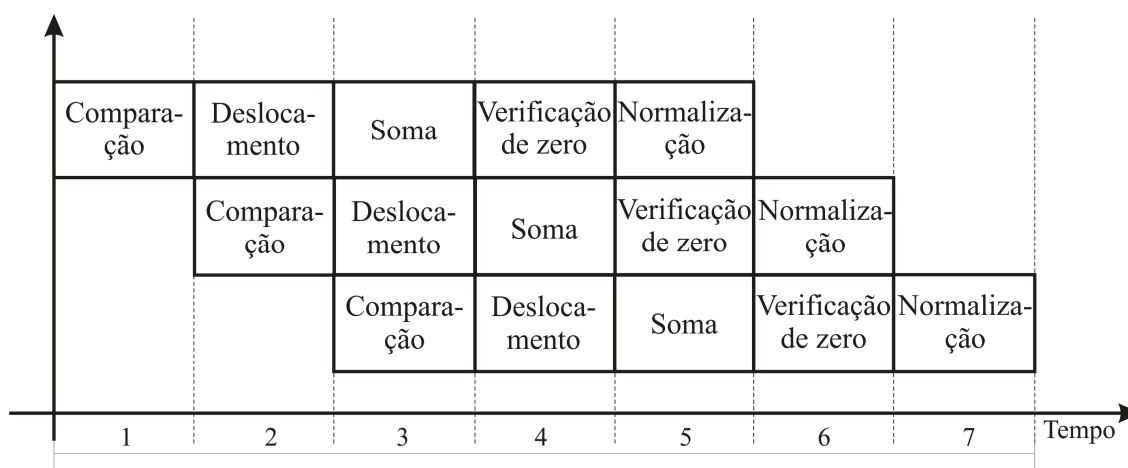 Compara-
ção
Desloca-
mento
Soma
Verificação
de zero
Normaliza-
ção
Compara-
ção
Desloca-
mento
Soma
Verificação
de zero
Normaliza-
ção
Compara-
ção
Desloca-
mento
Soma
Verificação
de zero
Normaliza-
ção
1 2 3 4 5 6 7 Tempo